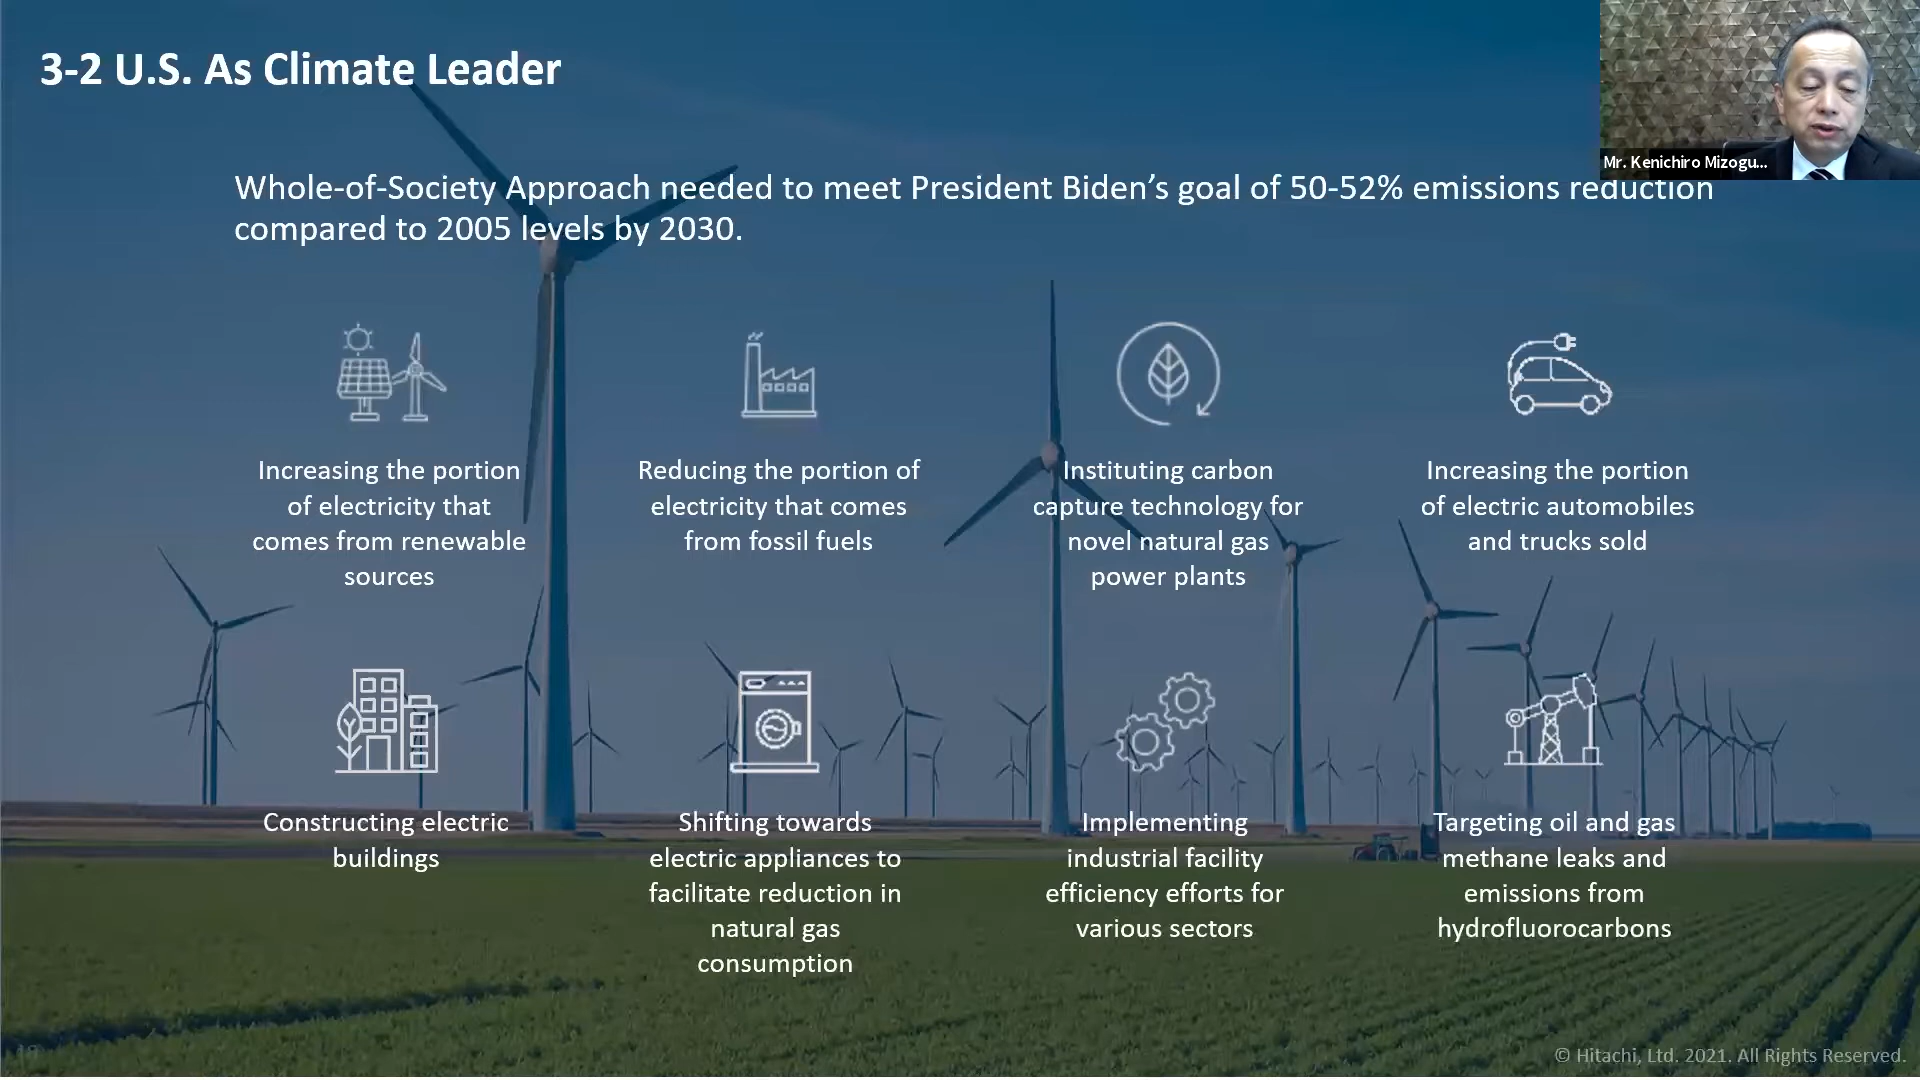 3-2 U.S. As Climate Leader
Mr. Kenichiro Mizogu...
Whole-of-Society Approach needed to meet President Biden's goal of 50-52% emissions reduction
compared to 2005 levels by 2030.
Increasing the portion
of electricity that
comes from renewable
sources
Reducing the portion of
electricity that comes
from fossil fuels
Instituting carbon
capture technology for
novel natural gas
power plants
Increasing the portion
of electric automobiles
and trucks sold
Constructing electric
buildings
Shifting towards
electric appliances to
facilitate reduction in
natural gas
consumption
Implementing
industrial facility
efficiency efforts for
various sectors
Targeting oil and gas
methane leaks and
emissions from
hydrofluorocarbons
© Hitachi, Ltd. 2021. All Rights Reserved.